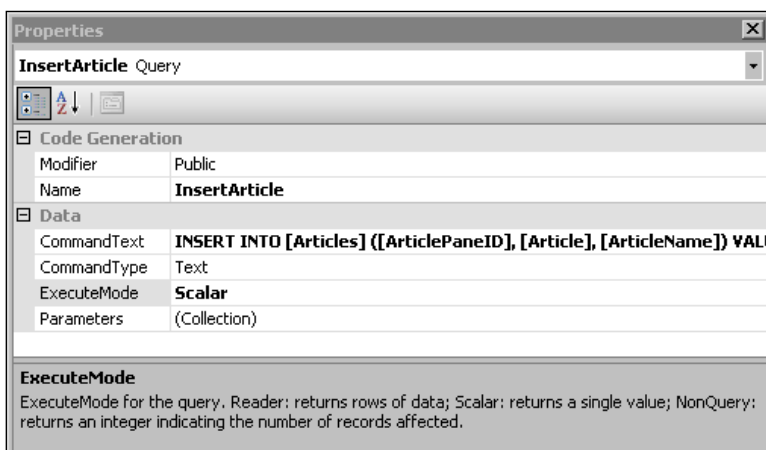 Properties
InsertArticle Query
Code Generation
Modifier Public
Name InsertArticle
Data
CommandText INSERT INTO [Articles] ([ArticlePaneID], [Article], [ArticleName]) VALU
CommandType Text
ExecuteMode Scalar
Parameters (Collection)
ExecuteMode
ExecuteMode for the query. Reader: returns rows of data; Scalar: returns a single value; NonQuery:
returns an integer indicating the number of records affected.